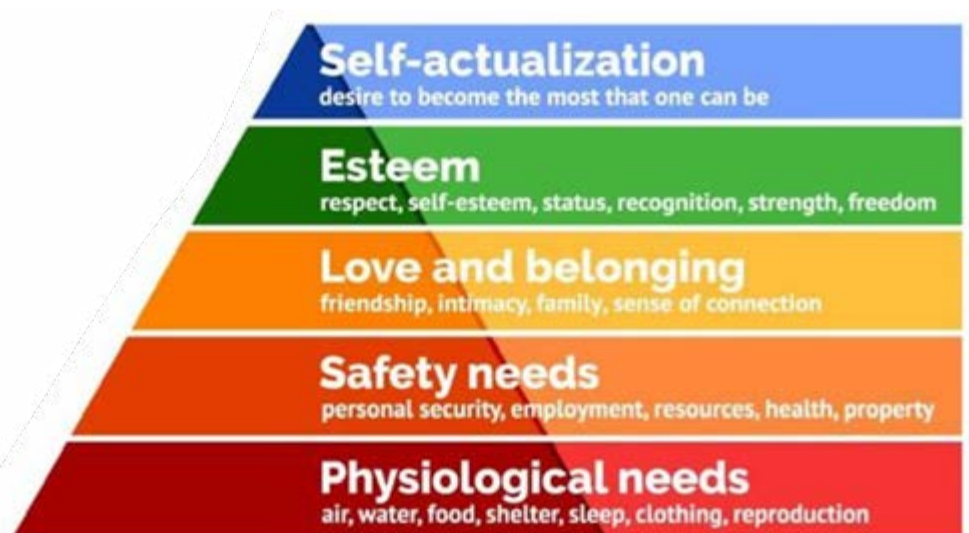 Self-actualization
desire to become the most that one can be
Esteem
respect, self-esteem, status, recognition, strength, freedom
Love and belonging
friendship, intimacy, family, sense of connection
Safety needs
personal security, employment, resources, health, property
Physiological needs
air, water, food, shelter, sleep, clothing, reproduction